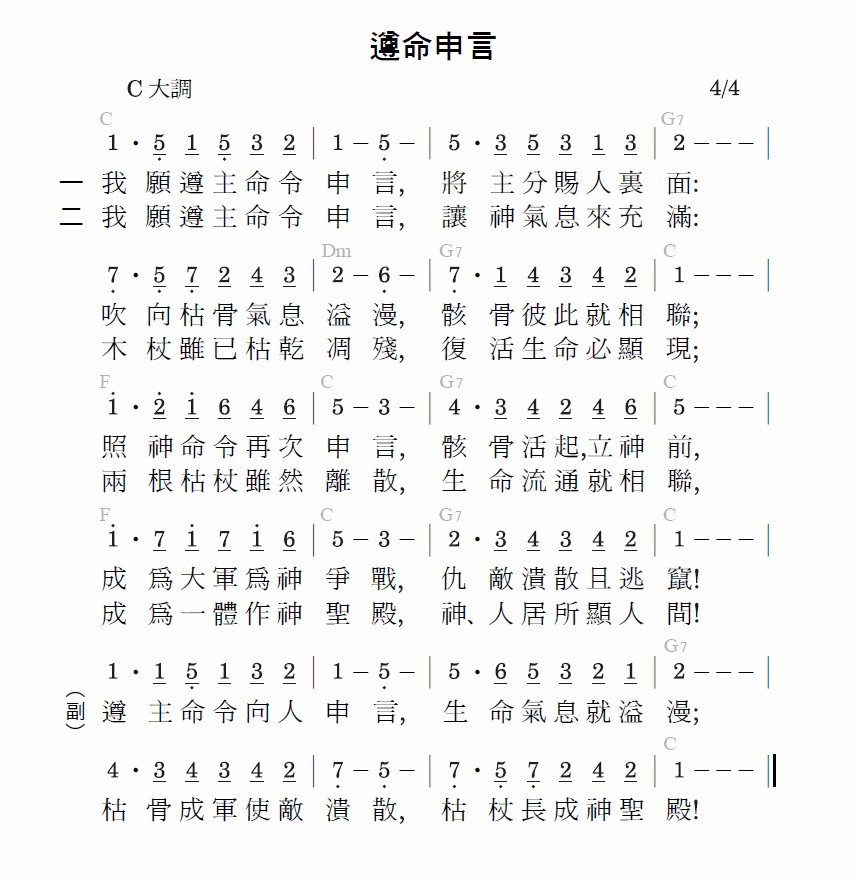 遵命申言
C 大調 4/4
C G7
1 · 5̣ 1 5̣ 3 2 | 1 – 5̣ – | 5 · 3 5 3 1 3 | 2 – – – |
一 我 願 遵 主 命 令 申 言, 將 主 分 賜 人 裏 面:
二 我 願 遵 主 命 令 申 言, 讓 神 氣 息 來 充 滿:
Dm G7 C
7̣ · 5̣ 7̣ 2 4 3 | 2 – 6̣ – | 7̣ · 1 4 3 4 2 | 1 – – – |
吹 向 枯 骨 氣 息 溢 漫, 骸 骨 彼 此 就 相 聯;
木 杖 雖 已 枯 乾 凋 殘, 復 活 生 命 必 顯 現;
F C G7 C
1̇ · 2̇ 1̇ 6 4 6 | 5 – 3 – | 4 · 3 4 2 4 6 | 5 – – – |
照 神 命 令 再 次 申 言, 骸 骨 活 起,立 神 前,
兩 根 枯 杖 雖 然 離 散, 生 命 流 通 就 相 聯,
F C G7 C
1̇ · 7 1̇ 7 1̇ 6 | 5 – 3 – | 2 · 3 4 3 4 2 | 1 – – – |
成 爲 大 軍 爲 神 爭 戰, 仇 敵 潰 散 且 逃 竄!
成 爲 一 體 作 神 聖 殿, 神、人 居 所 顯 人 間!
G7
1 · 1 5̣ 1 3 2 | 1 – 5̣ – | 5 · 6 5 3 2 1 | 2 – – – |
(副) 遵 主 命 令 向 人 申 言, 生 命 氣 息 就 溢 漫;
C
4 · 3 4 3 4 2 | 7̣ – 5̣ – | 7̣ · 5̣ 7̣ 2 4 2 | 1 – – – ||
枯 骨 成 軍 使 敵 潰 散, 枯 杖 長 成 神 聖 殿!